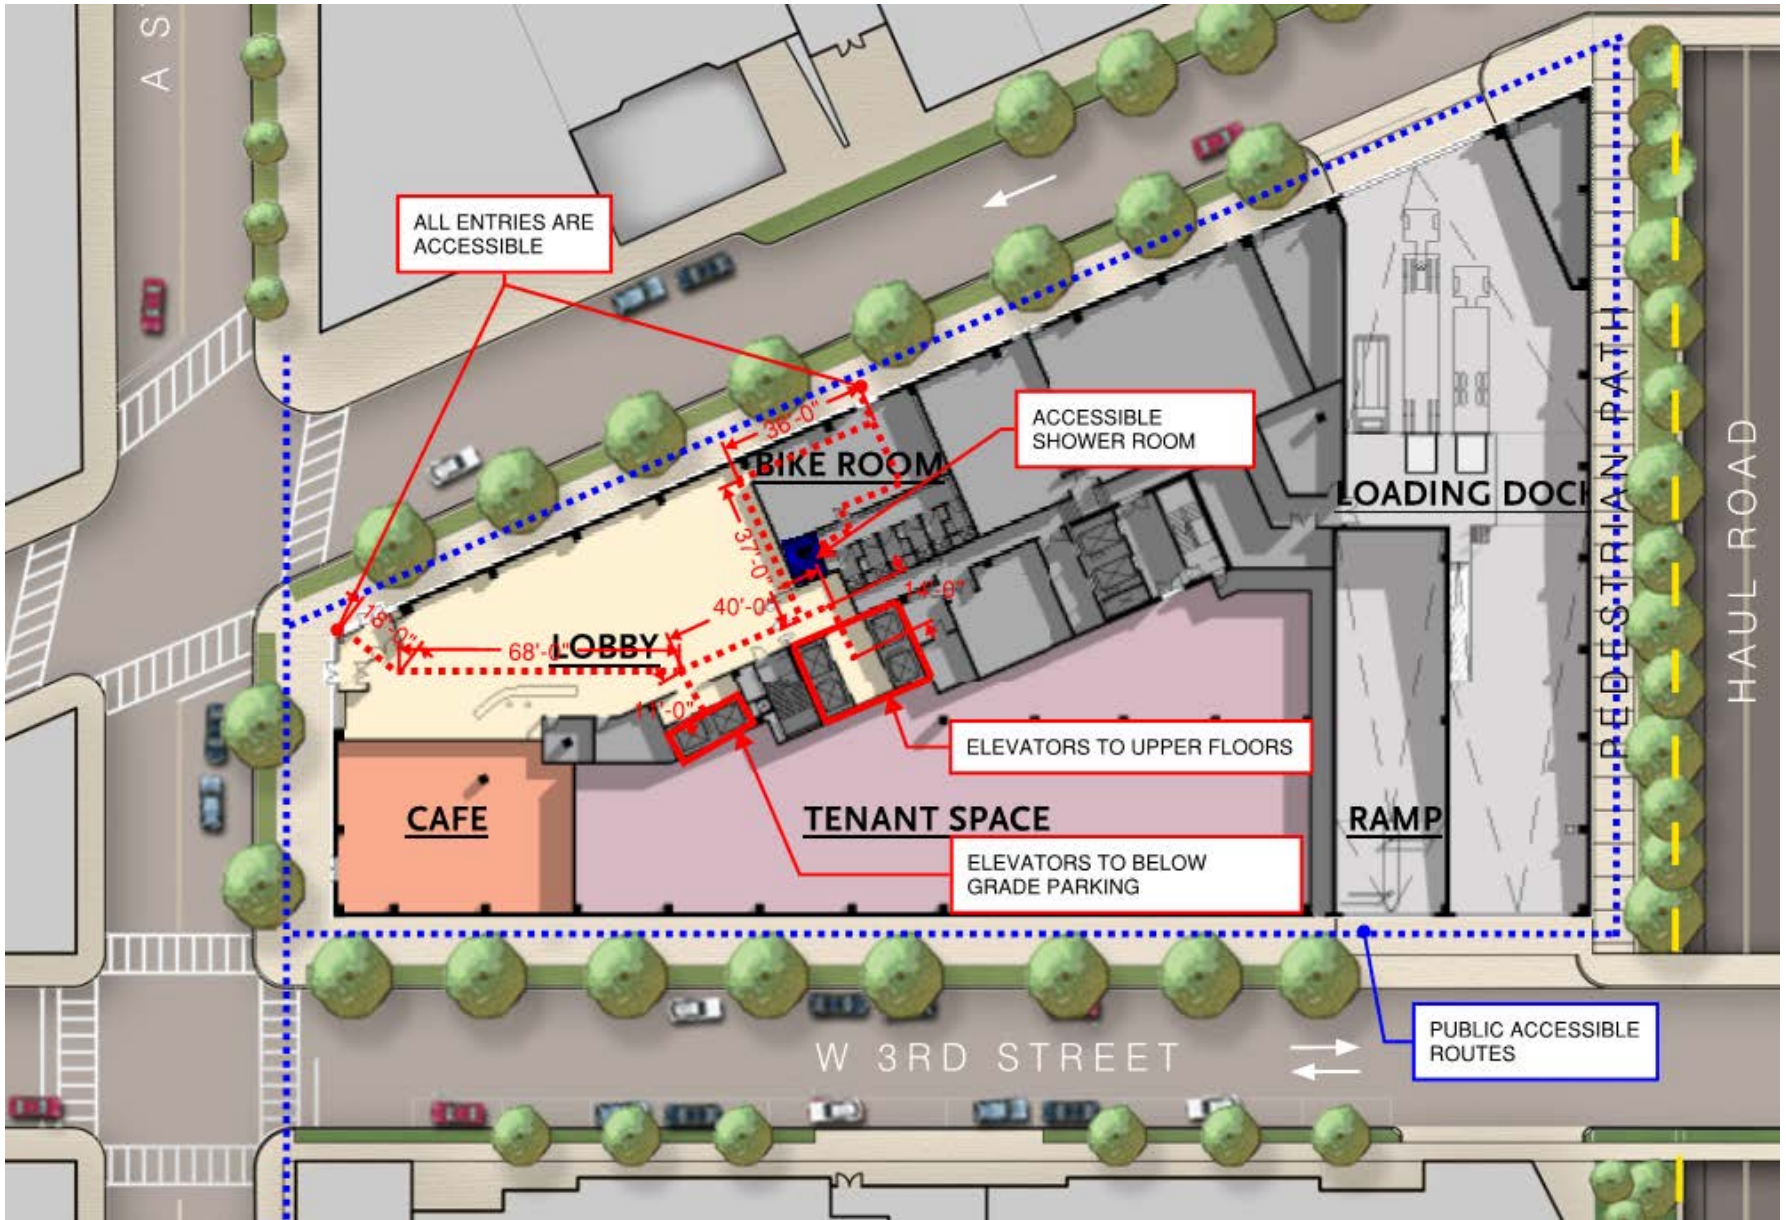 A ST
ALL ENTRIES ARE
ACCESSIBLE
36'-0"
ACCESSIBLE
SHOWER ROOM
BIKE ROOM
LOADING DOCK
PEDESTRIAN PATH
HAUL ROAD
37'-0"
14'-0"
40'-0"
18'-0"
68'-0"
LOBBY
11'-0"
ELEVATORS TO UPPER FLOORS
CAFE
TENANT SPACE
RAMP
ELEVATORS TO BELOW
GRADE PARKING
PUBLIC ACCESSIBLE
ROUTES
W 3RD STREET